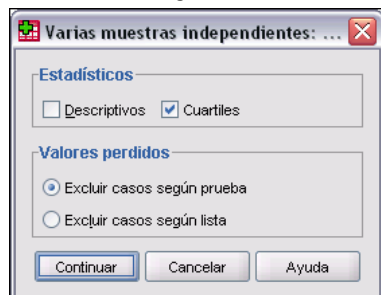 Varias muestras independientes: ...
Estadísticos
Descriptivos Cuartiles
Valores perdidos
Excluir casos según prueba
Excluir casos según lista
Continuar Cancelar Ayuda